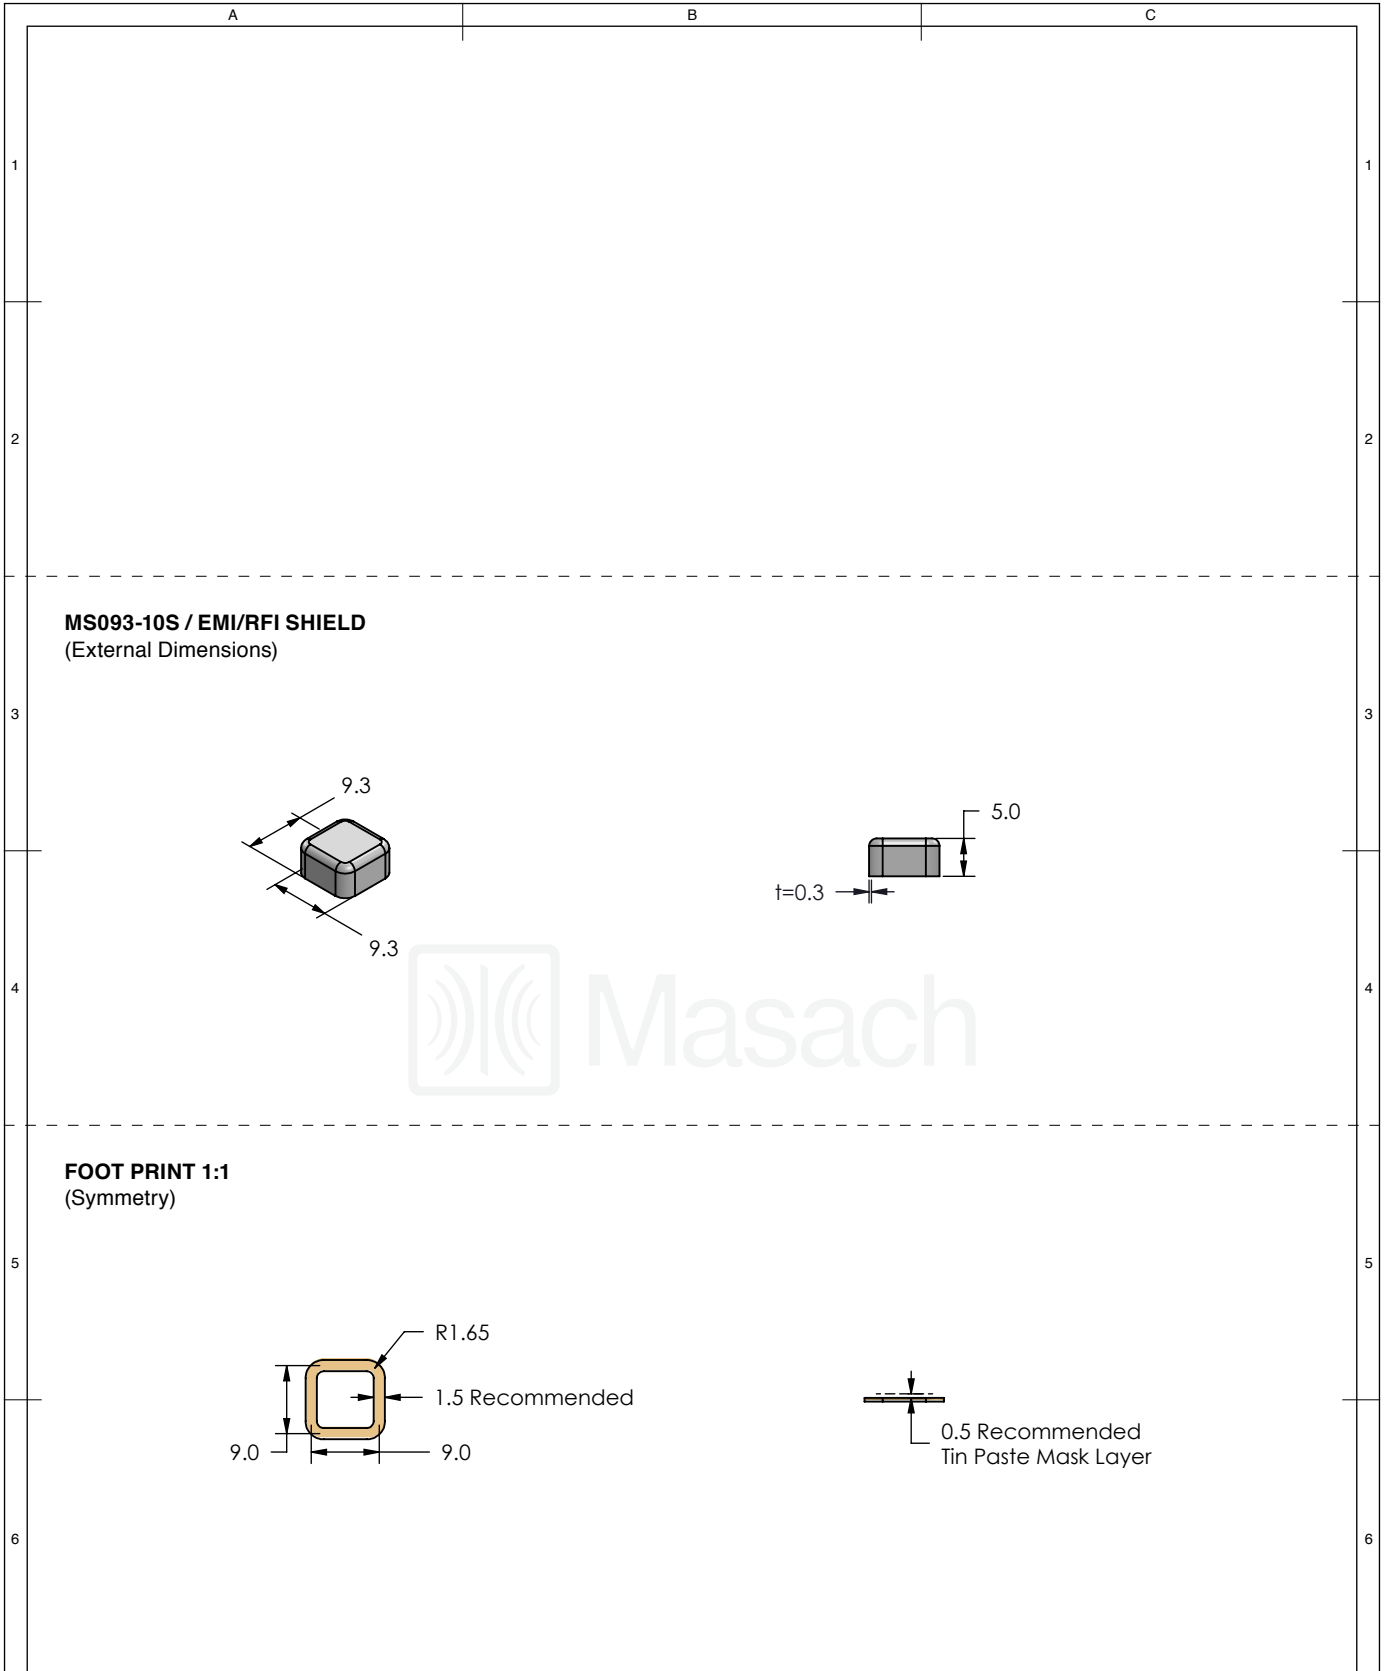 A B C
1 1
2 2
MS093-10S / EMI/RFI SHIELD
(External Dimensions)
3 3
9.3
5.0
t=0.3
9.3
Masach
4 4
FOOT PRINT 1:1
(Symmetry)
5 5
R1.65
1.5 Recommended
0.5 Recommended
Tin Paste Mask Layer
9.0 9.0
6 6